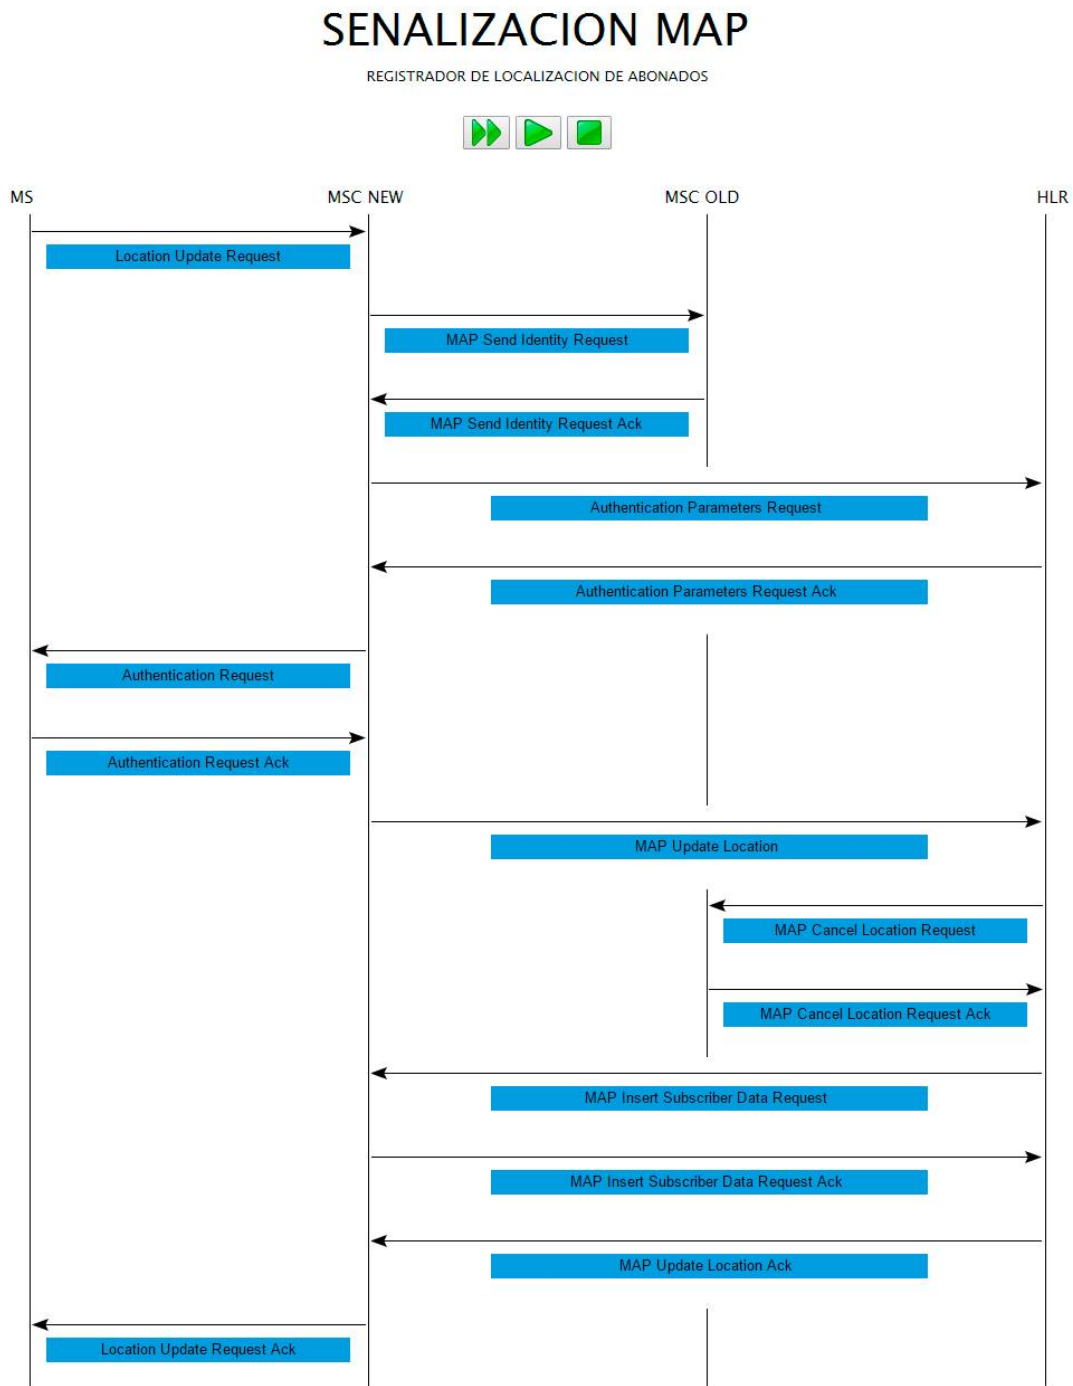 SENALIZACION MAP
REGISTRADOR DE LOCALIZACION DE ABONADOS
MS MSC NEW MSC OLD HLR
Location Update Request
MAP Send Identity Request
MAP Send Identity Request Ack
Authentication Parameters Request
Authentication Parameters Request Ack
Authentication Request
Authentication Request Ack
MAP Update Location
MAP Cancel Location Request
MAP Cancel Location Request Ack
MAP Insert Subscriber Data Request
MAP Insert Subscriber Data Request Ack
MAP Update Location Ack
Location Update Request Ack